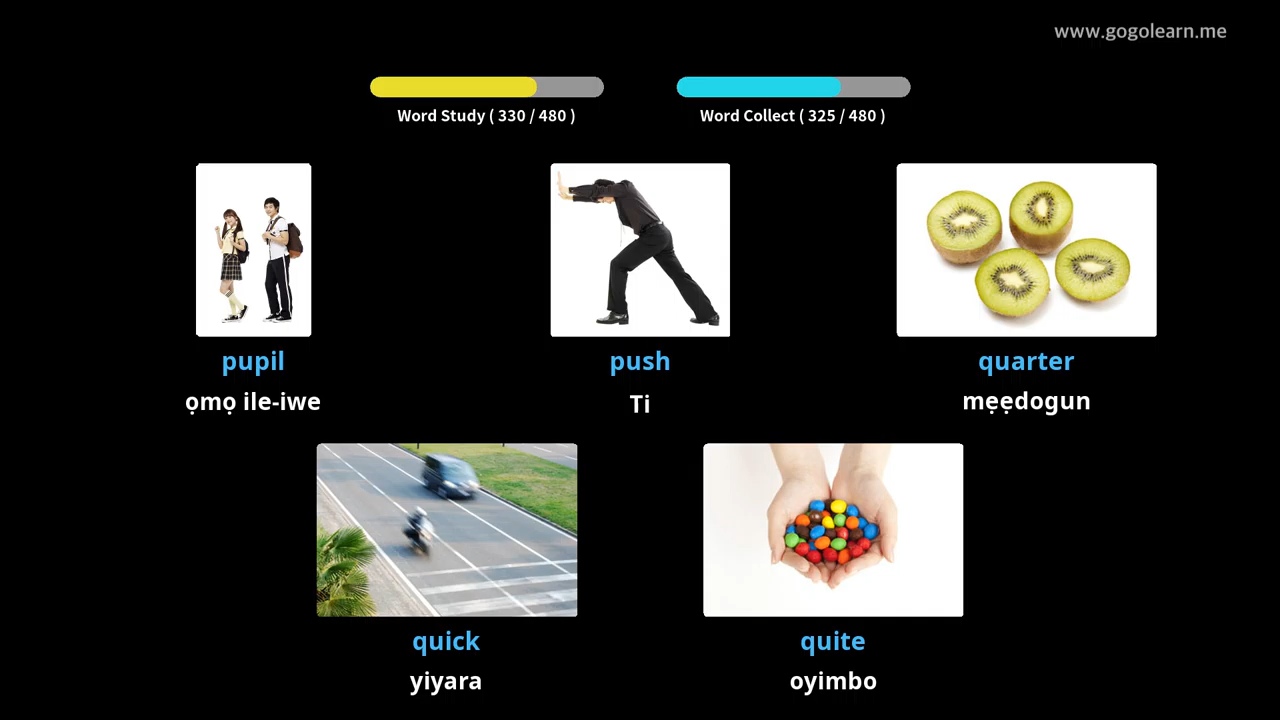 www.gogolearn.me
Word Study ( 330 / 480 )
Word Collect ( 325 / 480 )
pupil
ọmọ ile-iwe
push
Ti
quarter
mẹẹdogun
quick
yiyara
quite
oyimbo